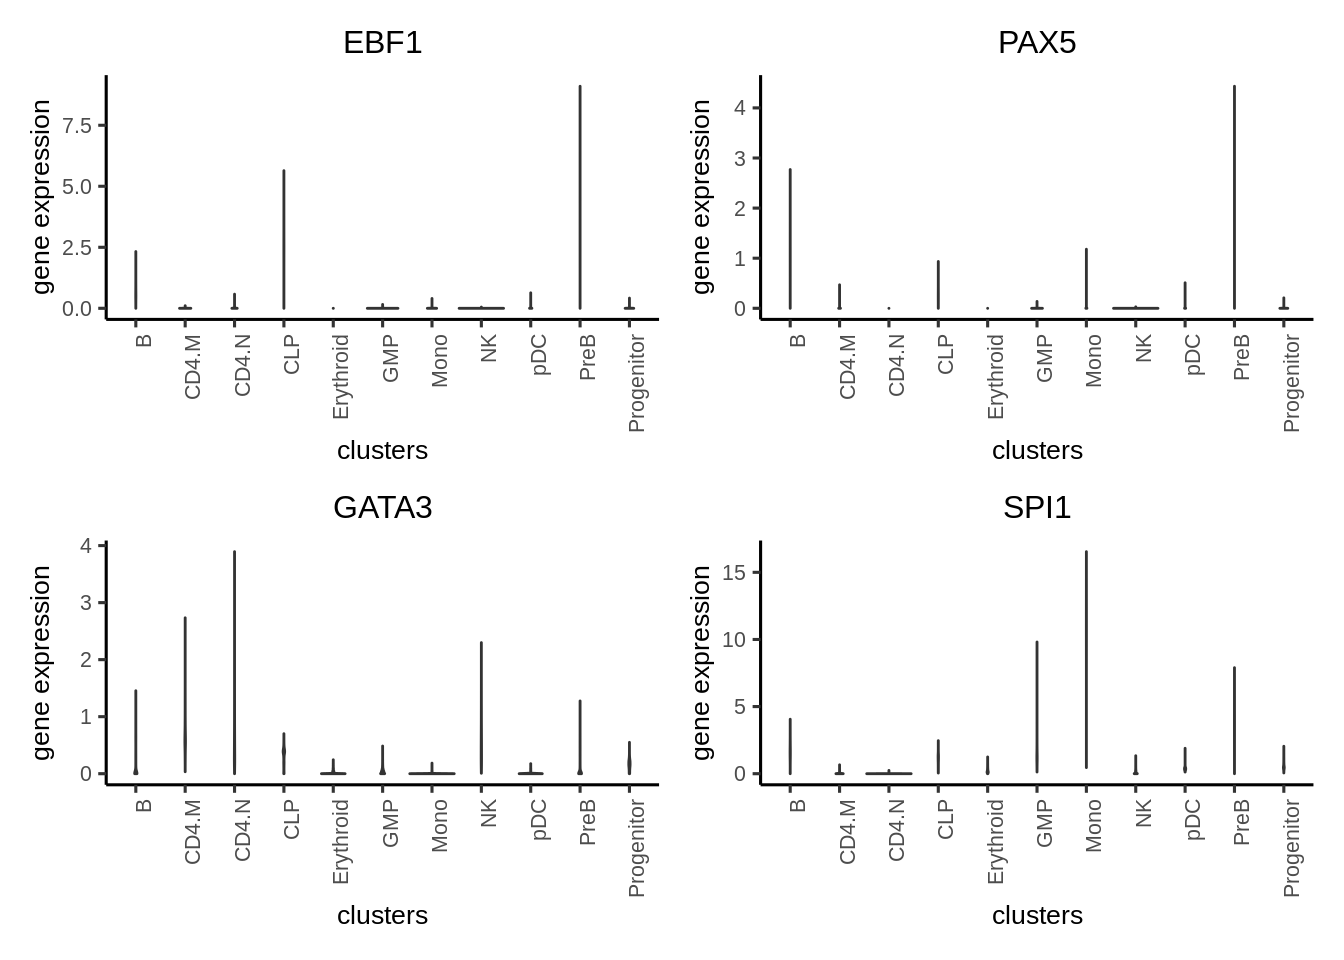 EBF1
gene expression
7.5
5.0
2.5
0.0
B
CD4.M
CD4.N
CLP
Erythroid
GMP
Mono
NK
pDC
PreB
Progenitor
clusters
PAX5
gene expression
4
3
2
1
0
B
CD4.M
CD4.N
CLP
Erythroid
GMP
Mono
NK
pDC
PreB
Progenitor
clusters
GATA3
gene expression
4
3
2
1
0
B
CD4.M
CD4.N
CLP
Erythroid
GMP
Mono
NK
pDC
PreB
Progenitor
clusters
SPI1
gene expression
15
10
5
0
B
CD4.M
CD4.N
CLP
Erythroid
GMP
Mono
NK
pDC
PreB
Progenitor
clusters